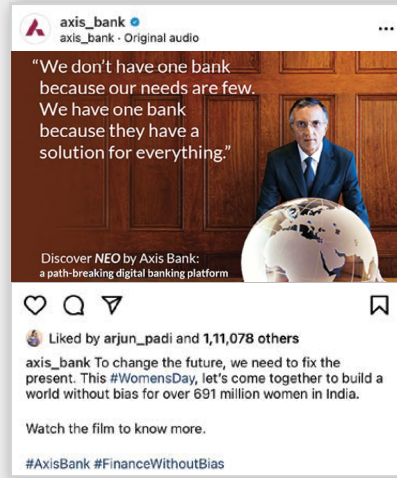 axis_bank
axis_bank · Original audio
“We don’t have one bank
because our needs are few.
We have one bank
because they have a
solution for everything.”
Discover NEO by Axis Bank:
a path-breaking digital banking platform
Liked by arjun_padi and 1,11,078 others
axis_bank To change the future, we need to fix the
present. This #WomensDay, let’s come together to build a
world without bias for over 691 million women in India.
Watch the film to know more.
#AxisBank #FinanceWithoutBias